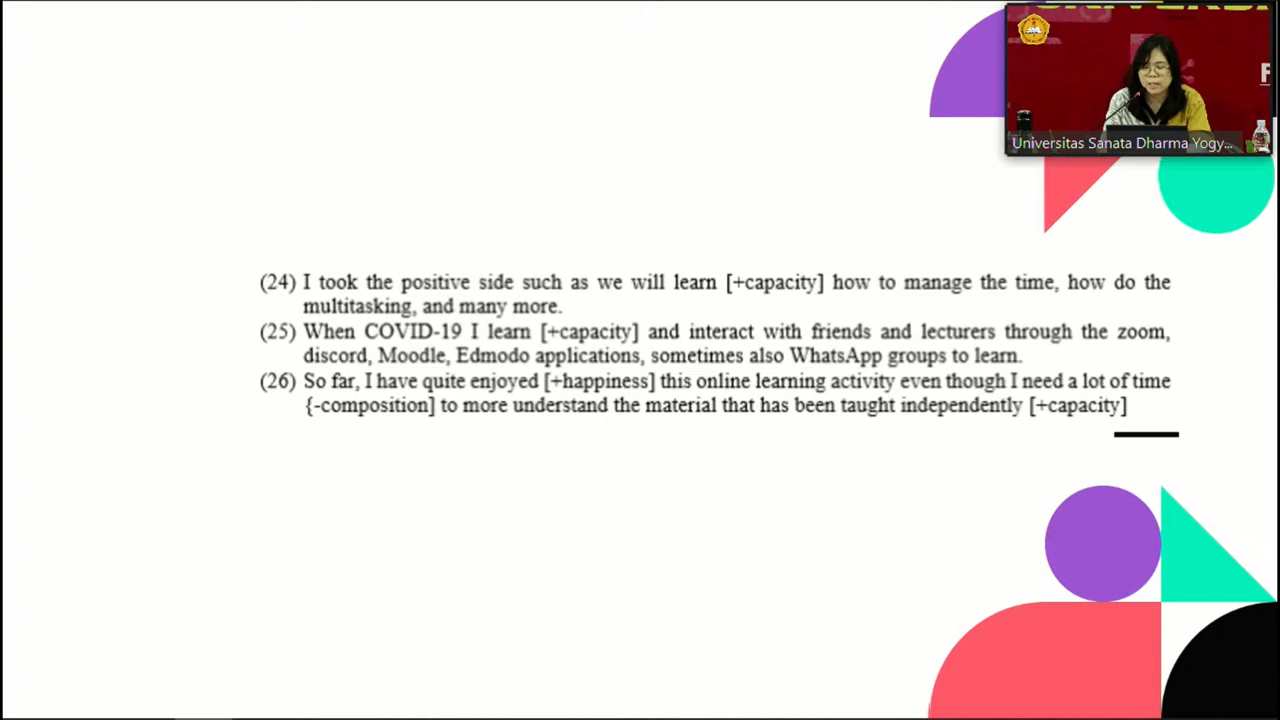 Universitas Sanata Dharma Yogy...
(24) I took the positive side such as we will learn [+capacity] how to manage the time, how do the
multitasking, and many more.
(25) When COVID-19 I learn [+capacity] and interact with friends and lecturers through the zoom,
discord, Moodle, Edmodo applications, sometimes also WhatsApp groups to learn.
(26) So far, I have quite enjoyed [+happiness] this online learning activity even though I need a lot of time
{-composition] to more understand the material that has been taught independently [+capacity]